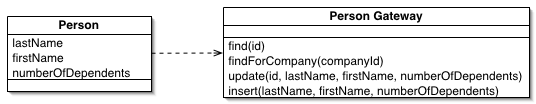 Person
lastName
firstName
numberOfDependents
Person Gateway
find(id)
findForCompany(companyId)
update(id, lastName, firstName, numberOfDependents)
insert(lastName, firstName, numberOfDependents)